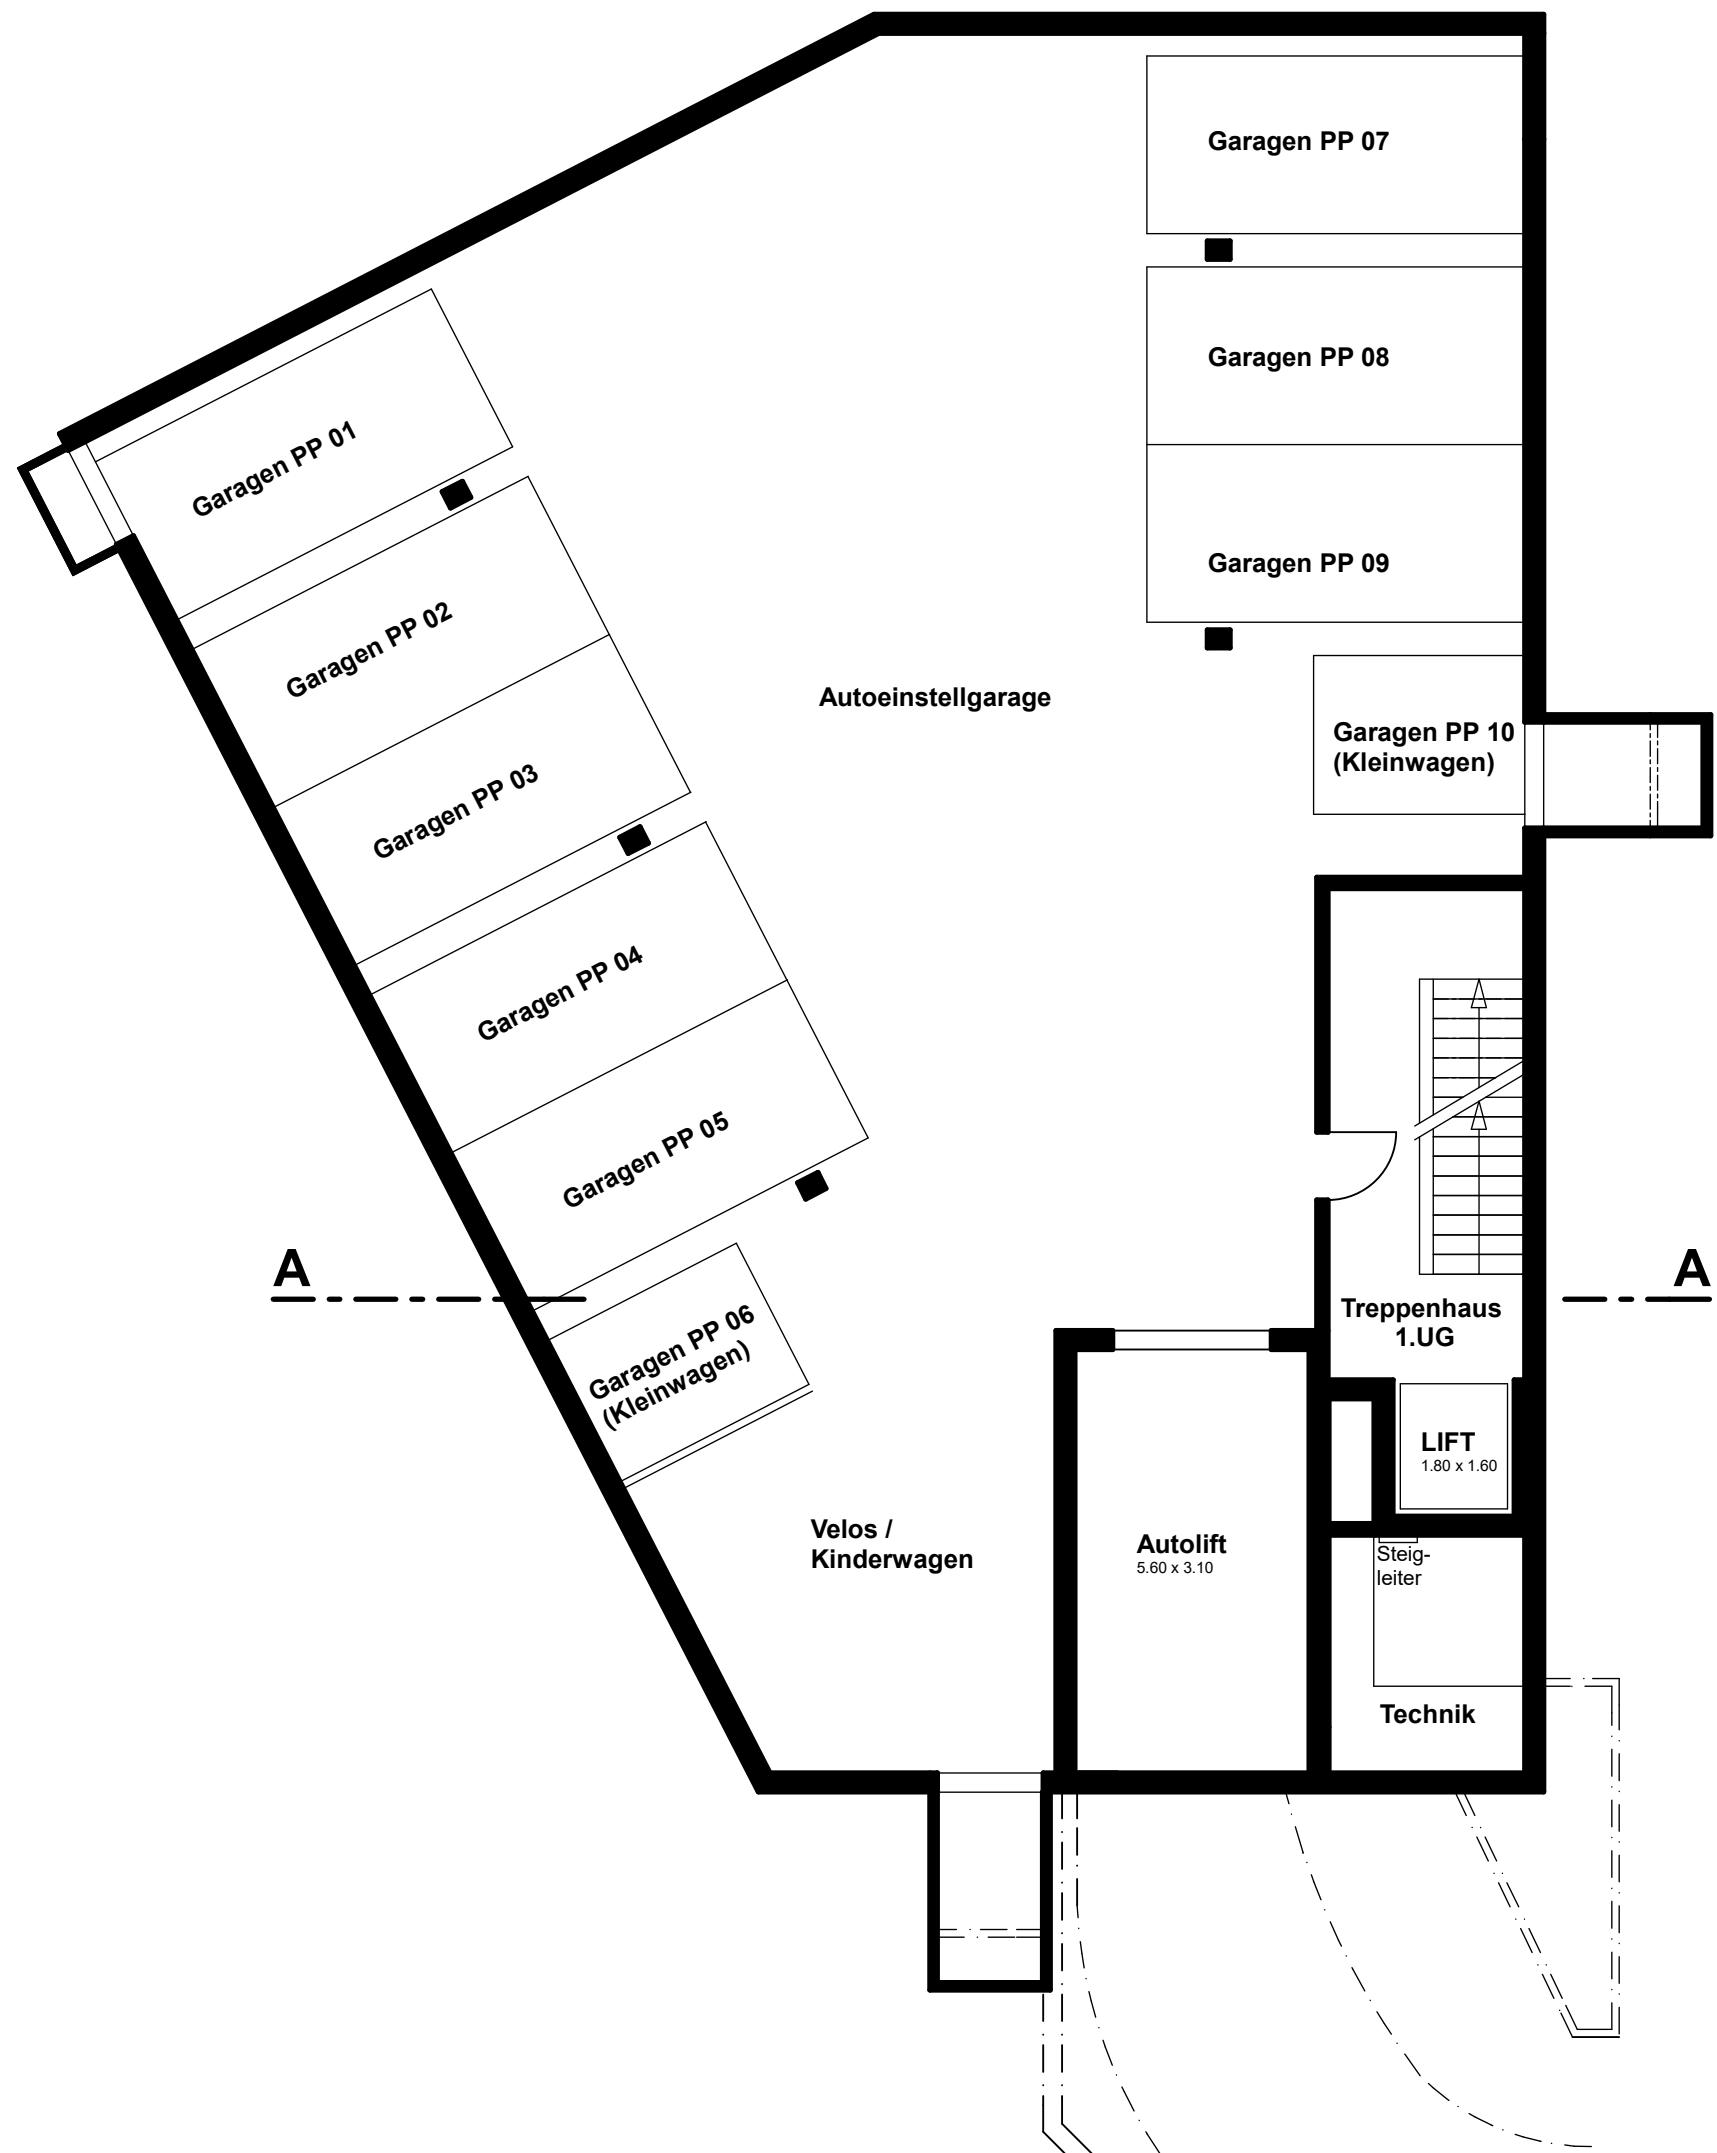 Garagen PP 07
Garagen PP 08
Garagen PP 09
Garagen PP 01
Garagen PP 02
Garagen PP 03
Autoeinstellgarage
Garagen PP 10
(Kleinwagen)
Garagen PP 04
Garagen PP 05
A
A
Garagen PP 06
(Kleinwagen)
Treppenhaus
1.UG
LIFT
1.80 x 1.60
Velos /
Kinderwagen
Autolift
5.60 x 3.10
Steig-
leiter
Technik